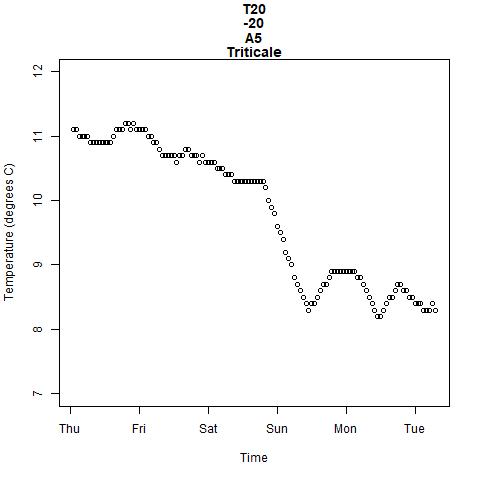 T20
-20
A5
Triticale
Temperature (degrees C)
12
11
10
9
8
7
Thu Fri Sat Sun Mon Tue
Time